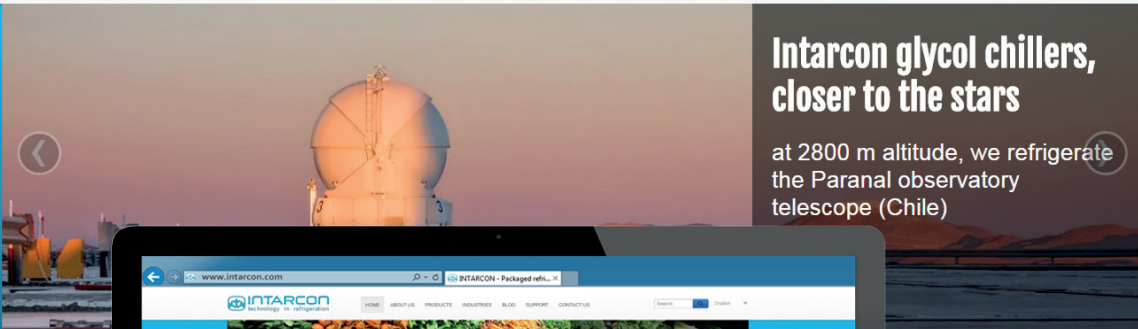 Intarcon glycol chillers,
closer to the stars
at 2800 m altitude, we refrigerate
the Paranal observatory
telescope (Chile)
3
3
www.intarcon.com
INTARCON - Packaged refri... ×
INTARCON
technology in refrigeration
HOME ABOUT US PRODUCTS INDUSTRIES BLOG SUPPORT CONTACT US
Search
English